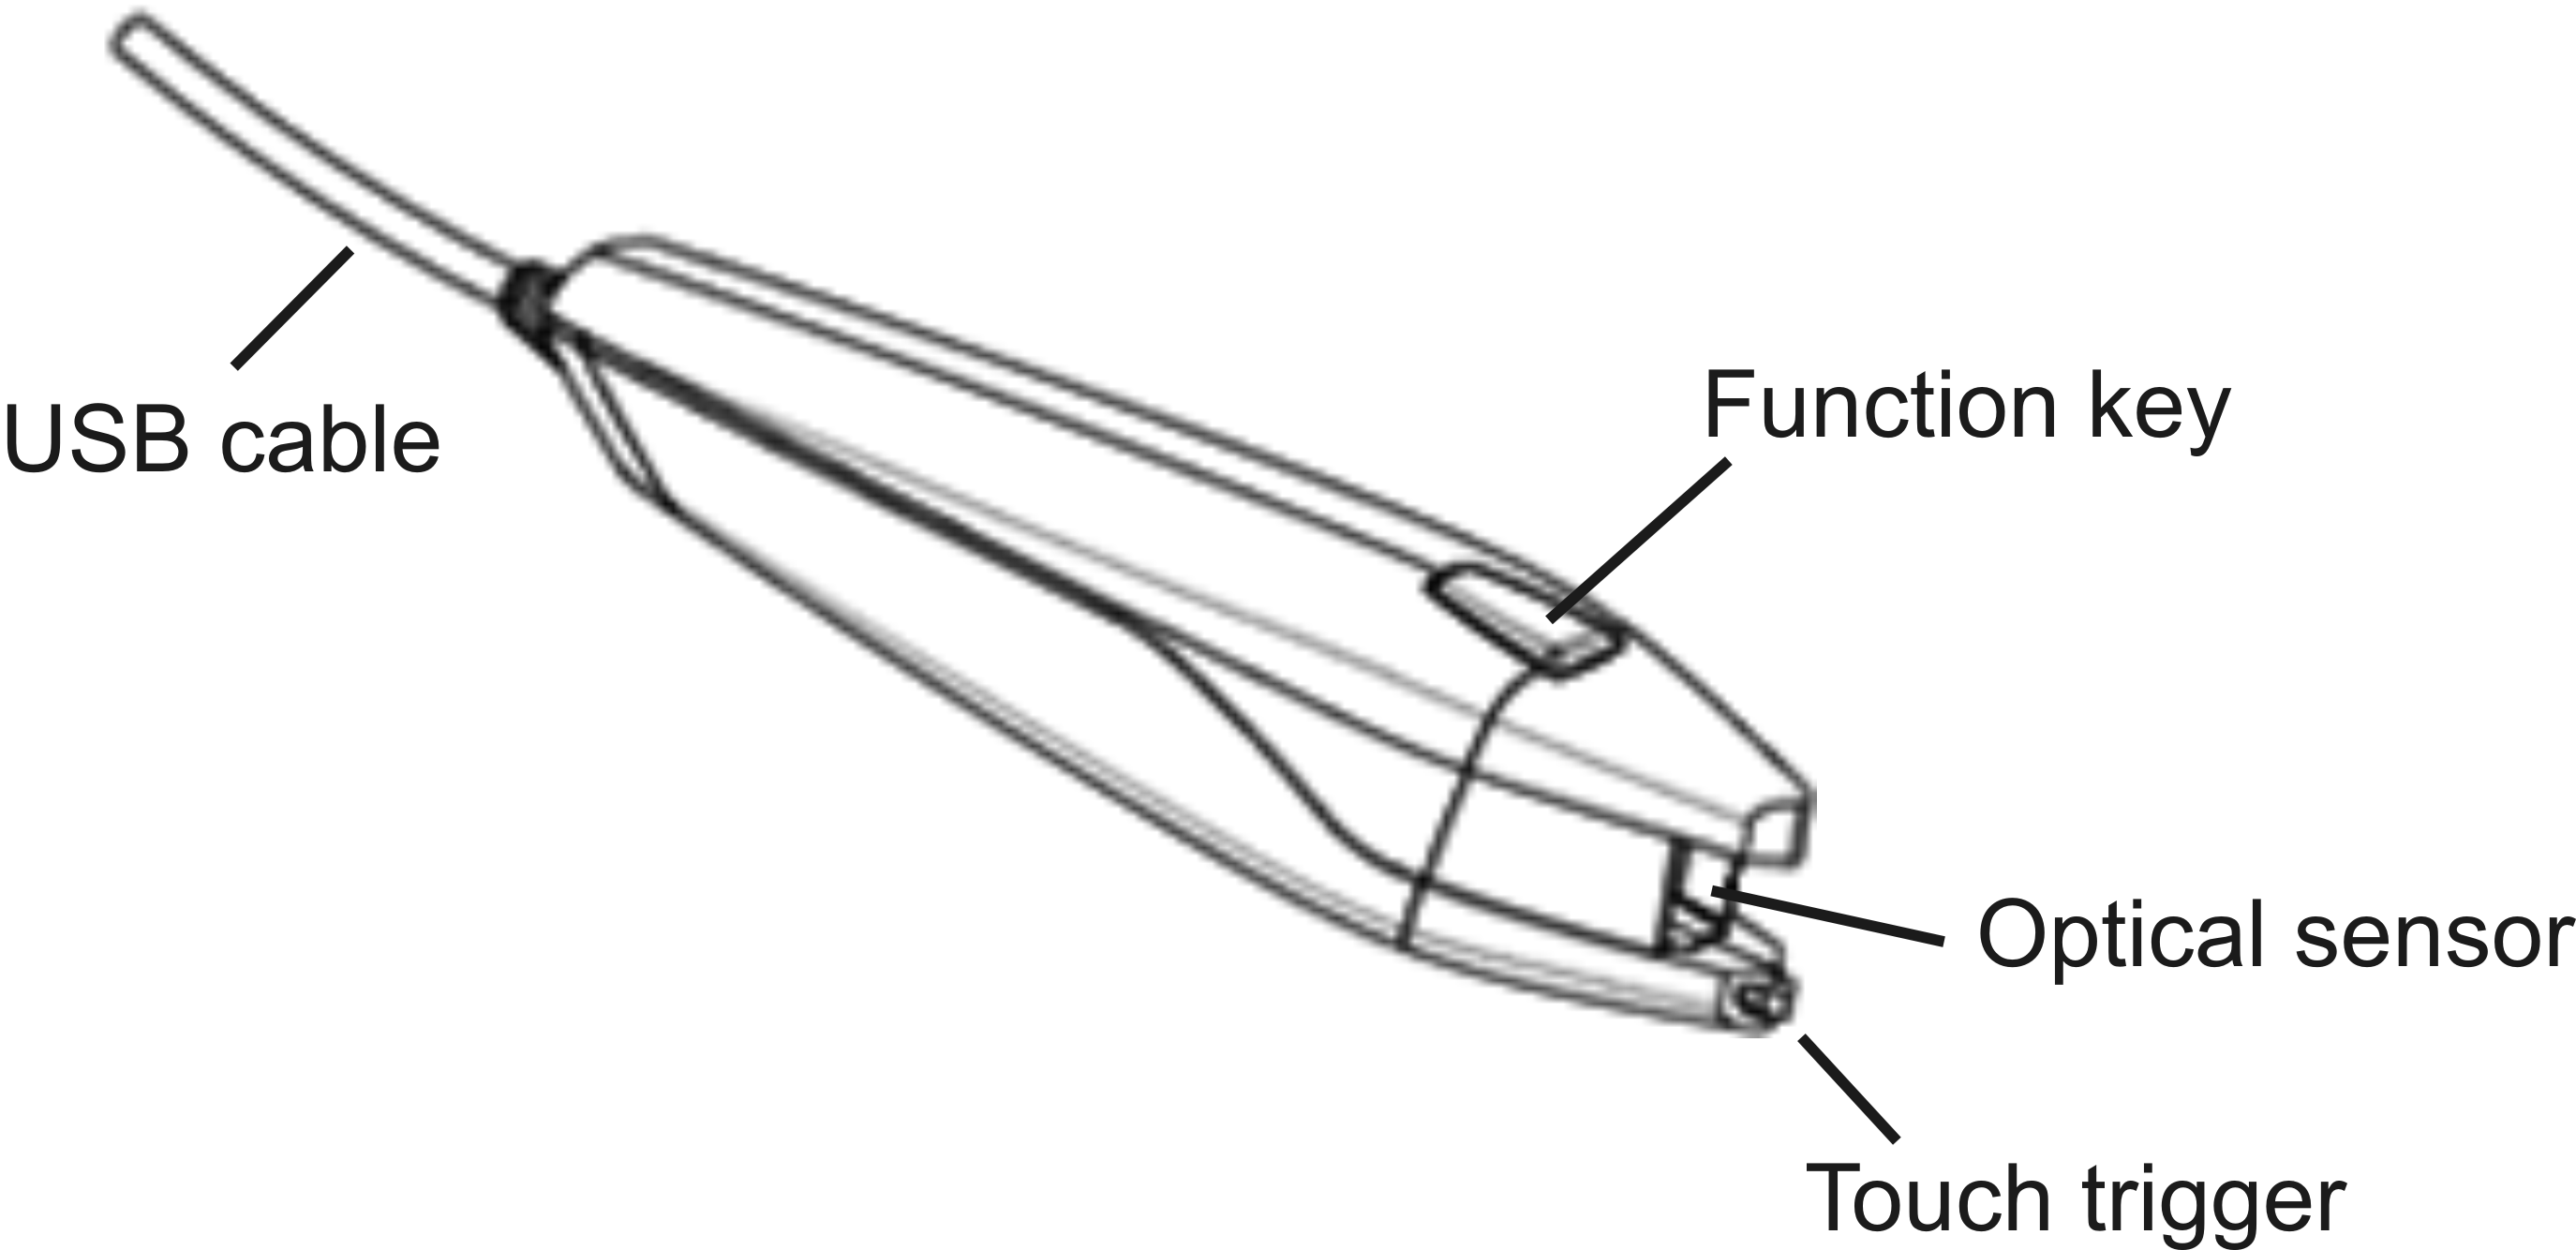 Function key
USB cable
Optical sensor
Touch trigger